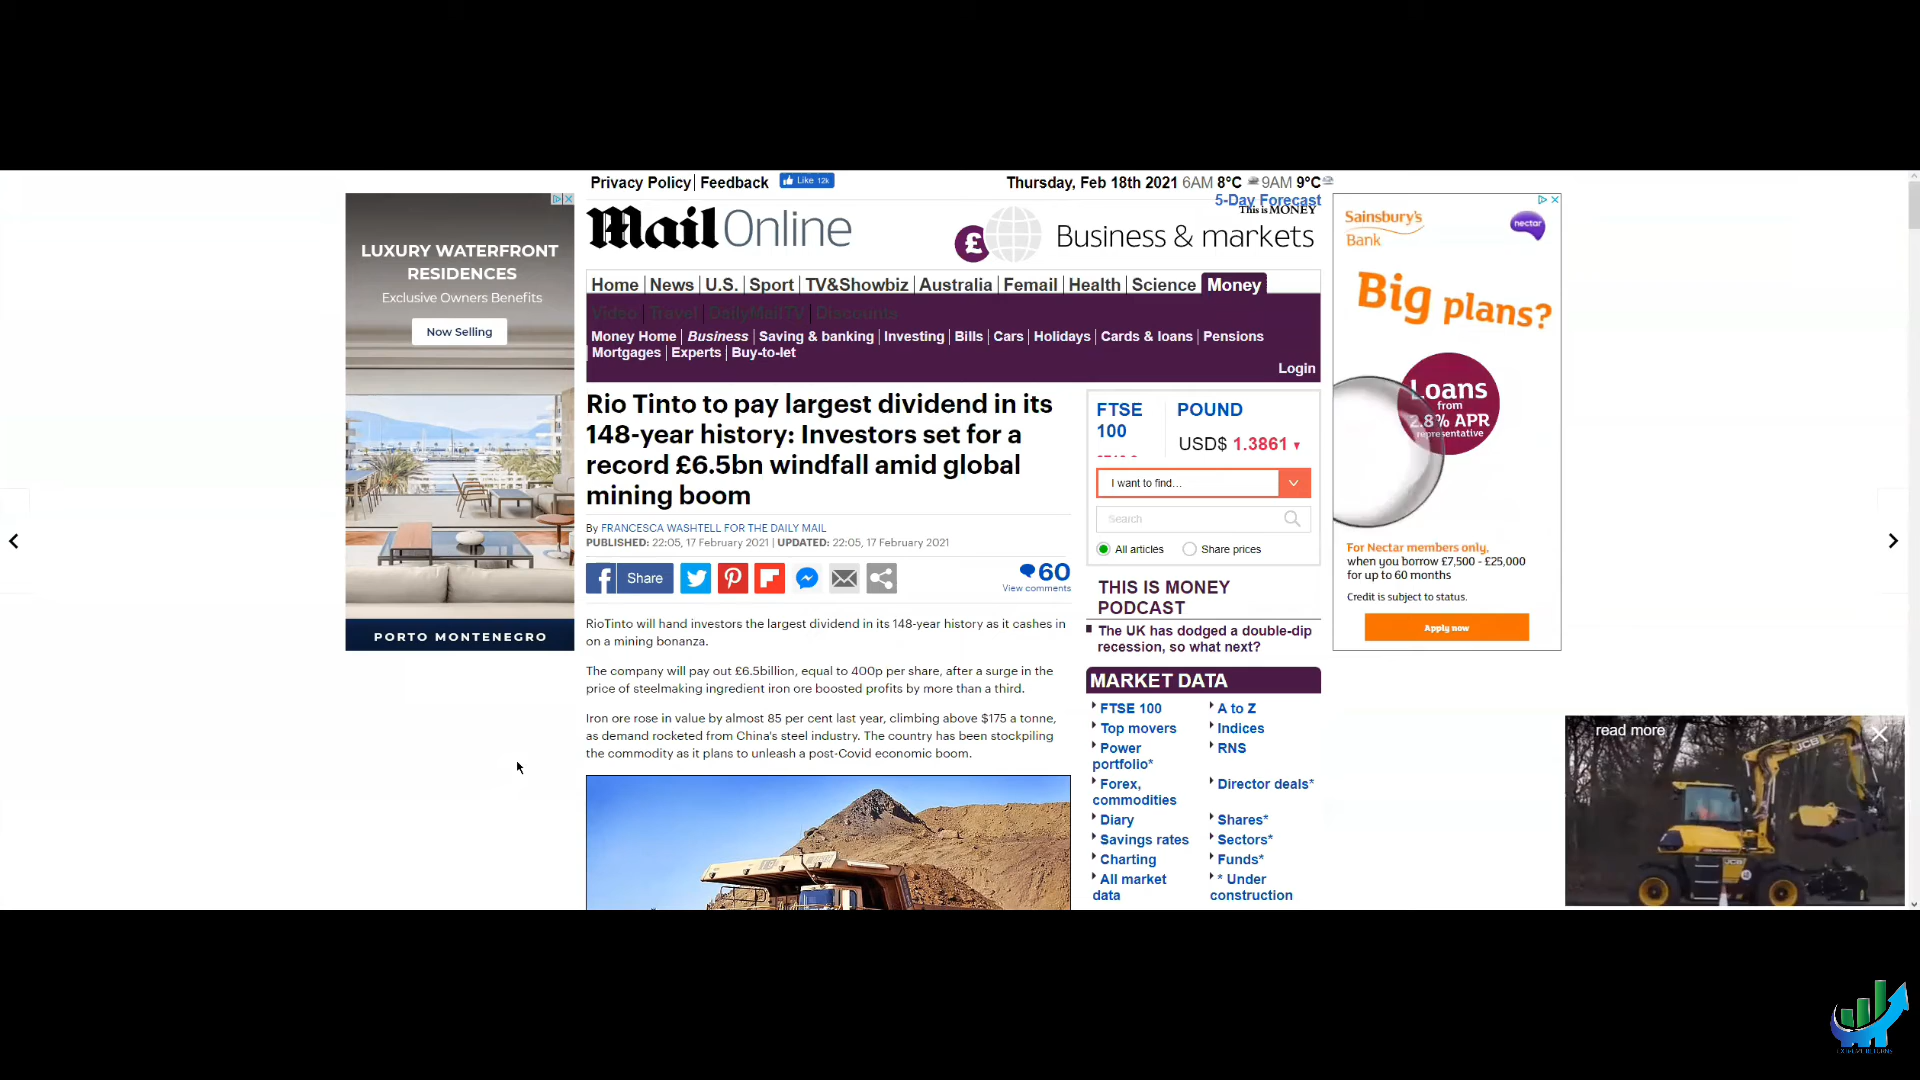 Privacy Policy Feedback Like 12k
Thursday, Feb 18th 2021 6AM 8°C 9AM 9°C
5-Day Forecast
Mail Online
This is MONEY
£ Business & markets
Home News U.S. Sport TV&Showbiz Australia Femail Health Science Money
Video Travel DailyMailTV Discounts
Money Home Business Saving & banking Investing Bills Cars Holidays Cards & loans Pensions
Mortgages Experts Buy-to-let
Login
LUXURY WATERFRONT
RESIDENCES
Exclusive Owners Benefits
Now Selling
PORTO MONTENEGRO
Rio Tinto to pay largest dividend in its
148-year history: Investors set for a
record £6.5bn windfall amid global
mining boom
By FRANCESCA WASHTELL FOR THE DAILY MAIL
PUBLISHED: 22:05, 17 February 2021 | UPDATED: 22:05, 17 February 2021
Share
60
View comments
RioTinto will hand investors the largest dividend in its 148-year history as it cashes in
on a mining bonanza.
The company will pay out £6.5billion, equal to 400p per share, after a surge in the
price of steelmaking ingredient iron ore boosted profits by more than a third.
Iron ore rose in value by almost 85 per cent last year, climbing above $175 a tonne,
as demand rocketed from China's steel industry. The country has been stockpiling
the commodity as it plans to unleash a post-Covid economic boom.
FTSE
100
POUND
USD$ 1.3861
I want to find...
Search
All articles Share prices
THIS IS MONEY
PODCAST
The UK has dodged a double-dip
recession, so what next?
MARKET DATA
FTSE 100
Top movers
Power
portfolio*
Forex,
commodities
Diary
Savings rates
Charting
All market
data
A to Z
Indices
RNS
Director deals*
Shares*
Sectors*
Funds*
* Under
construction
Sainsbury's
Bank
nectar
Big plans?
Loans
from
2.8% APR
representative
For Nectar members only,
when you borrow £7,500 - £25,000
for up to 60 months
Credit is subject to status.
Apply now
read more
JCB
JCB